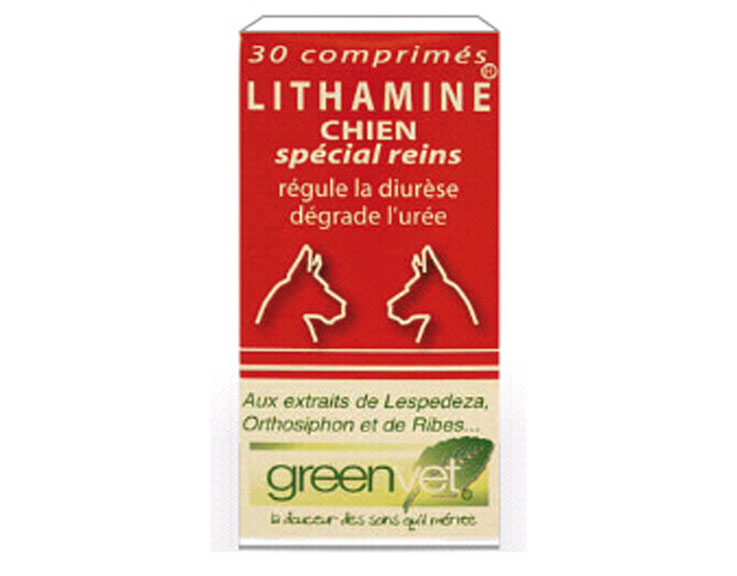 30 comprimés
LITHAMINE®
CHIEN
spécial reins
régule la diurèse
dégrade l'urée
Aux extraits de Lespedeza,
Orthosiphon et de Ribes...
greenvet
la douceur des soins qu'il mérite